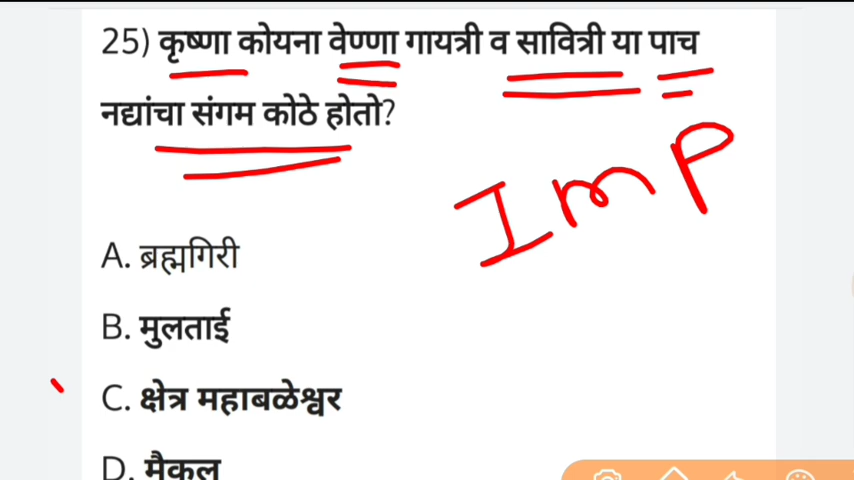 25) कृष्णा कोयना वेण्णा गायत्री व सावित्री या पाच
नद्यांचा संगम कोठे होतो?
Imp
A. ब्रह्मगिरी
B. मुलताई
C. क्षेत्र महाबळेश्वर
D. मैकल